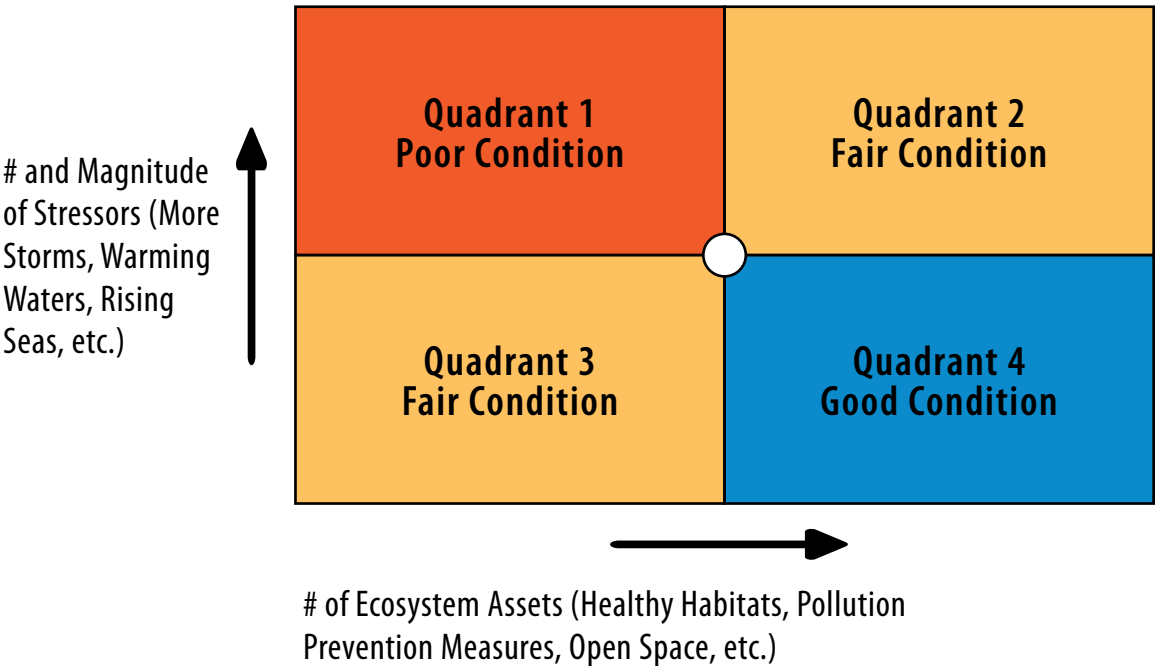 Quadrant 1
Poor Condition
Quadrant 2
Fair Condition
# and Magnitude
of Stressors (More
Storms, Warming
Waters, Rising
Seas, etc.)
Quadrant 3
Fair Condition
Quadrant 4
Good Condition
# of Ecosystem Assets (Healthy Habitats, Pollution
Prevention Measures, Open Space, etc.)